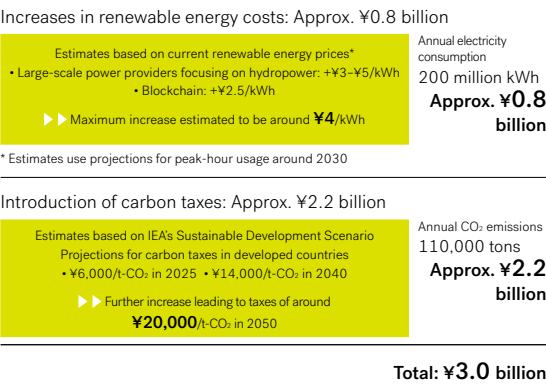 Increases in renewable energy costs: Approx. ¥0.8 billion
Estimates based on current renewable energy prices*
• Large-scale power providers focusing on hydropower: +¥3–¥5/kWh
• Blockchain: +¥2.5/kWh
Maximum increase estimated to be around ¥4/kWh
Annual electricity
consumption
200 million kWh
Approx. ¥0.8
billion
* Estimates use projections for peak-hour usage around 2030
Introduction of carbon taxes: Approx. ¥2.2 billion
Estimates based on IEA's Sustainable Development Scenario
Projections for carbon taxes in developed countries
• ¥6,000/t-CO₂ in 2025 • ¥14,000/t-CO₂ in 2040
Further increase leading to taxes of around
¥20,000/t-CO₂ in 2050
Annual CO₂ emissions
110,000 tons
Approx. ¥2.2
billion
Total: ¥3.0 billion